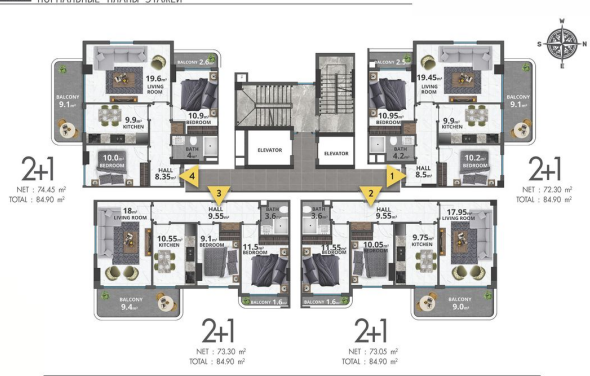 НОРМАЛЬНЫЕ ПЛАНЫ ЭТАЖЕЙ
W
S
N
E
BALCONY 2.6m²
19.6m²
LIVING
ROOM
BALCONY
9.1m²
10.9m²
BEDROOM
9.9m²
KITCHEN
BATH
4m²
10.0m²
BEDROOM
HALL
8.35m²
4
2+1
NET : 74.45 m²
TOTAL : 84.90 m²
ELEVATOR
ELEVATOR
BALCONY 2.5m²
19.45m²
LIVING
ROOM
BALCONY
9.1m²
10.95m²
BEDROOM
9.9m²
KITCHEN
BATH
4.2m²
10.2m²
BEDROOM
HALL
8.5m²
1
2+1
NET : 72.30 m²
TOTAL : 84.90 m²
3
18m²
LIVING ROOM
HALL
9.55m²
BATH
3.6m²
10.55m²
KITCHEN
9.1m²
BEDROOM
11.5m²
BEDROOM
BALCONY
9.4m²
BALCONY 1.6m²
2+1
NET : 73.30 m²
TOTAL : 84.90 m²
2
BATH
3.6m²
HALL
9.55m²
17.95m²
LIVING ROOM
11.55m²
BEDROOM
10.05m²
BEDROOM
9.75m²
KITCHEN
BALCONY 1.6m²
BALCONY
9.0m²
2+1
NET : 73.05 m²
TOTAL : 84.90 m²